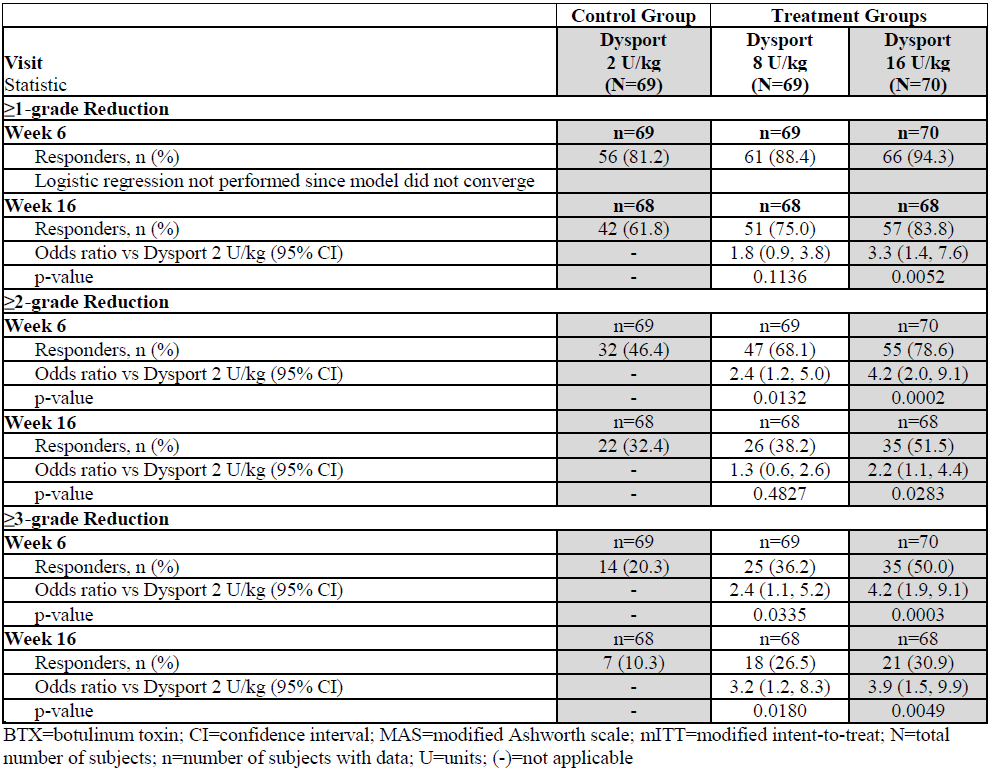 Control Group Treatment Groups
Visit
Statistic
Dysport
2 U/kg
(N=69)
Dysport
8 U/kg
(N=69)
Dysport
16 U/kg
(N=70)
≥1-grade Reduction
Week 6 n=69 n=69 n=70
Responders, n (%) 56 (81.2) 61 (88.4) 66 (94.3)
Logistic regression not performed since model did not converge
Week 16 n=68 n=68 n=68
Responders, n (%) 42 (61.8) 51 (75.0) 57 (83.8)
Odds ratio vs Dysport 2 U/kg (95% CI) - 1.8 (0.9, 3.8) 3.3 (1.4, 7.6)
p-value - 0.1136 0.0052
≥2-grade Reduction
Week 6 n=69 n=69 n=70
Responders, n (%) 32 (46.4) 47 (68.1) 55 (78.6)
Odds ratio vs Dysport 2 U/kg (95% CI) - 2.4 (1.2, 5.0) 4.2 (2.0, 9.1)
p-value - 0.0132 0.0002
Week 16 n=68 n=68 n=68
Responders, n (%) 22 (32.4) 26 (38.2) 35 (51.5)
Odds ratio vs Dysport 2 U/kg (95% CI) - 1.3 (0.6, 2.6) 2.2 (1.1, 4.4)
p-value - 0.4827 0.0283
≥3-grade Reduction
Week 6 n=69 n=69 n=70
Responders, n (%) 14 (20.3) 25 (36.2) 35 (50.0)
Odds ratio vs Dysport 2 U/kg (95% CI) - 2.4 (1.1, 5.2) 4.2 (1.9, 9.1)
p-value - 0.0335 0.0003
Week 16 n=68 n=68 n=68
Responders, n (%) 7 (10.3) 18 (26.5) 21 (30.9)
Odds ratio vs Dysport 2 U/kg (95% CI) - 3.2 (1.2, 8.3) 3.9 (1.5, 9.9)
p-value - 0.0180 0.0049
BTX=botulinum toxin; CI=confidence interval; MAS=modified Ashworth scale; mITT=modified intent-to-treat; N=total
number of subjects; n=number of subjects with data; U=units; (-)=not applicable